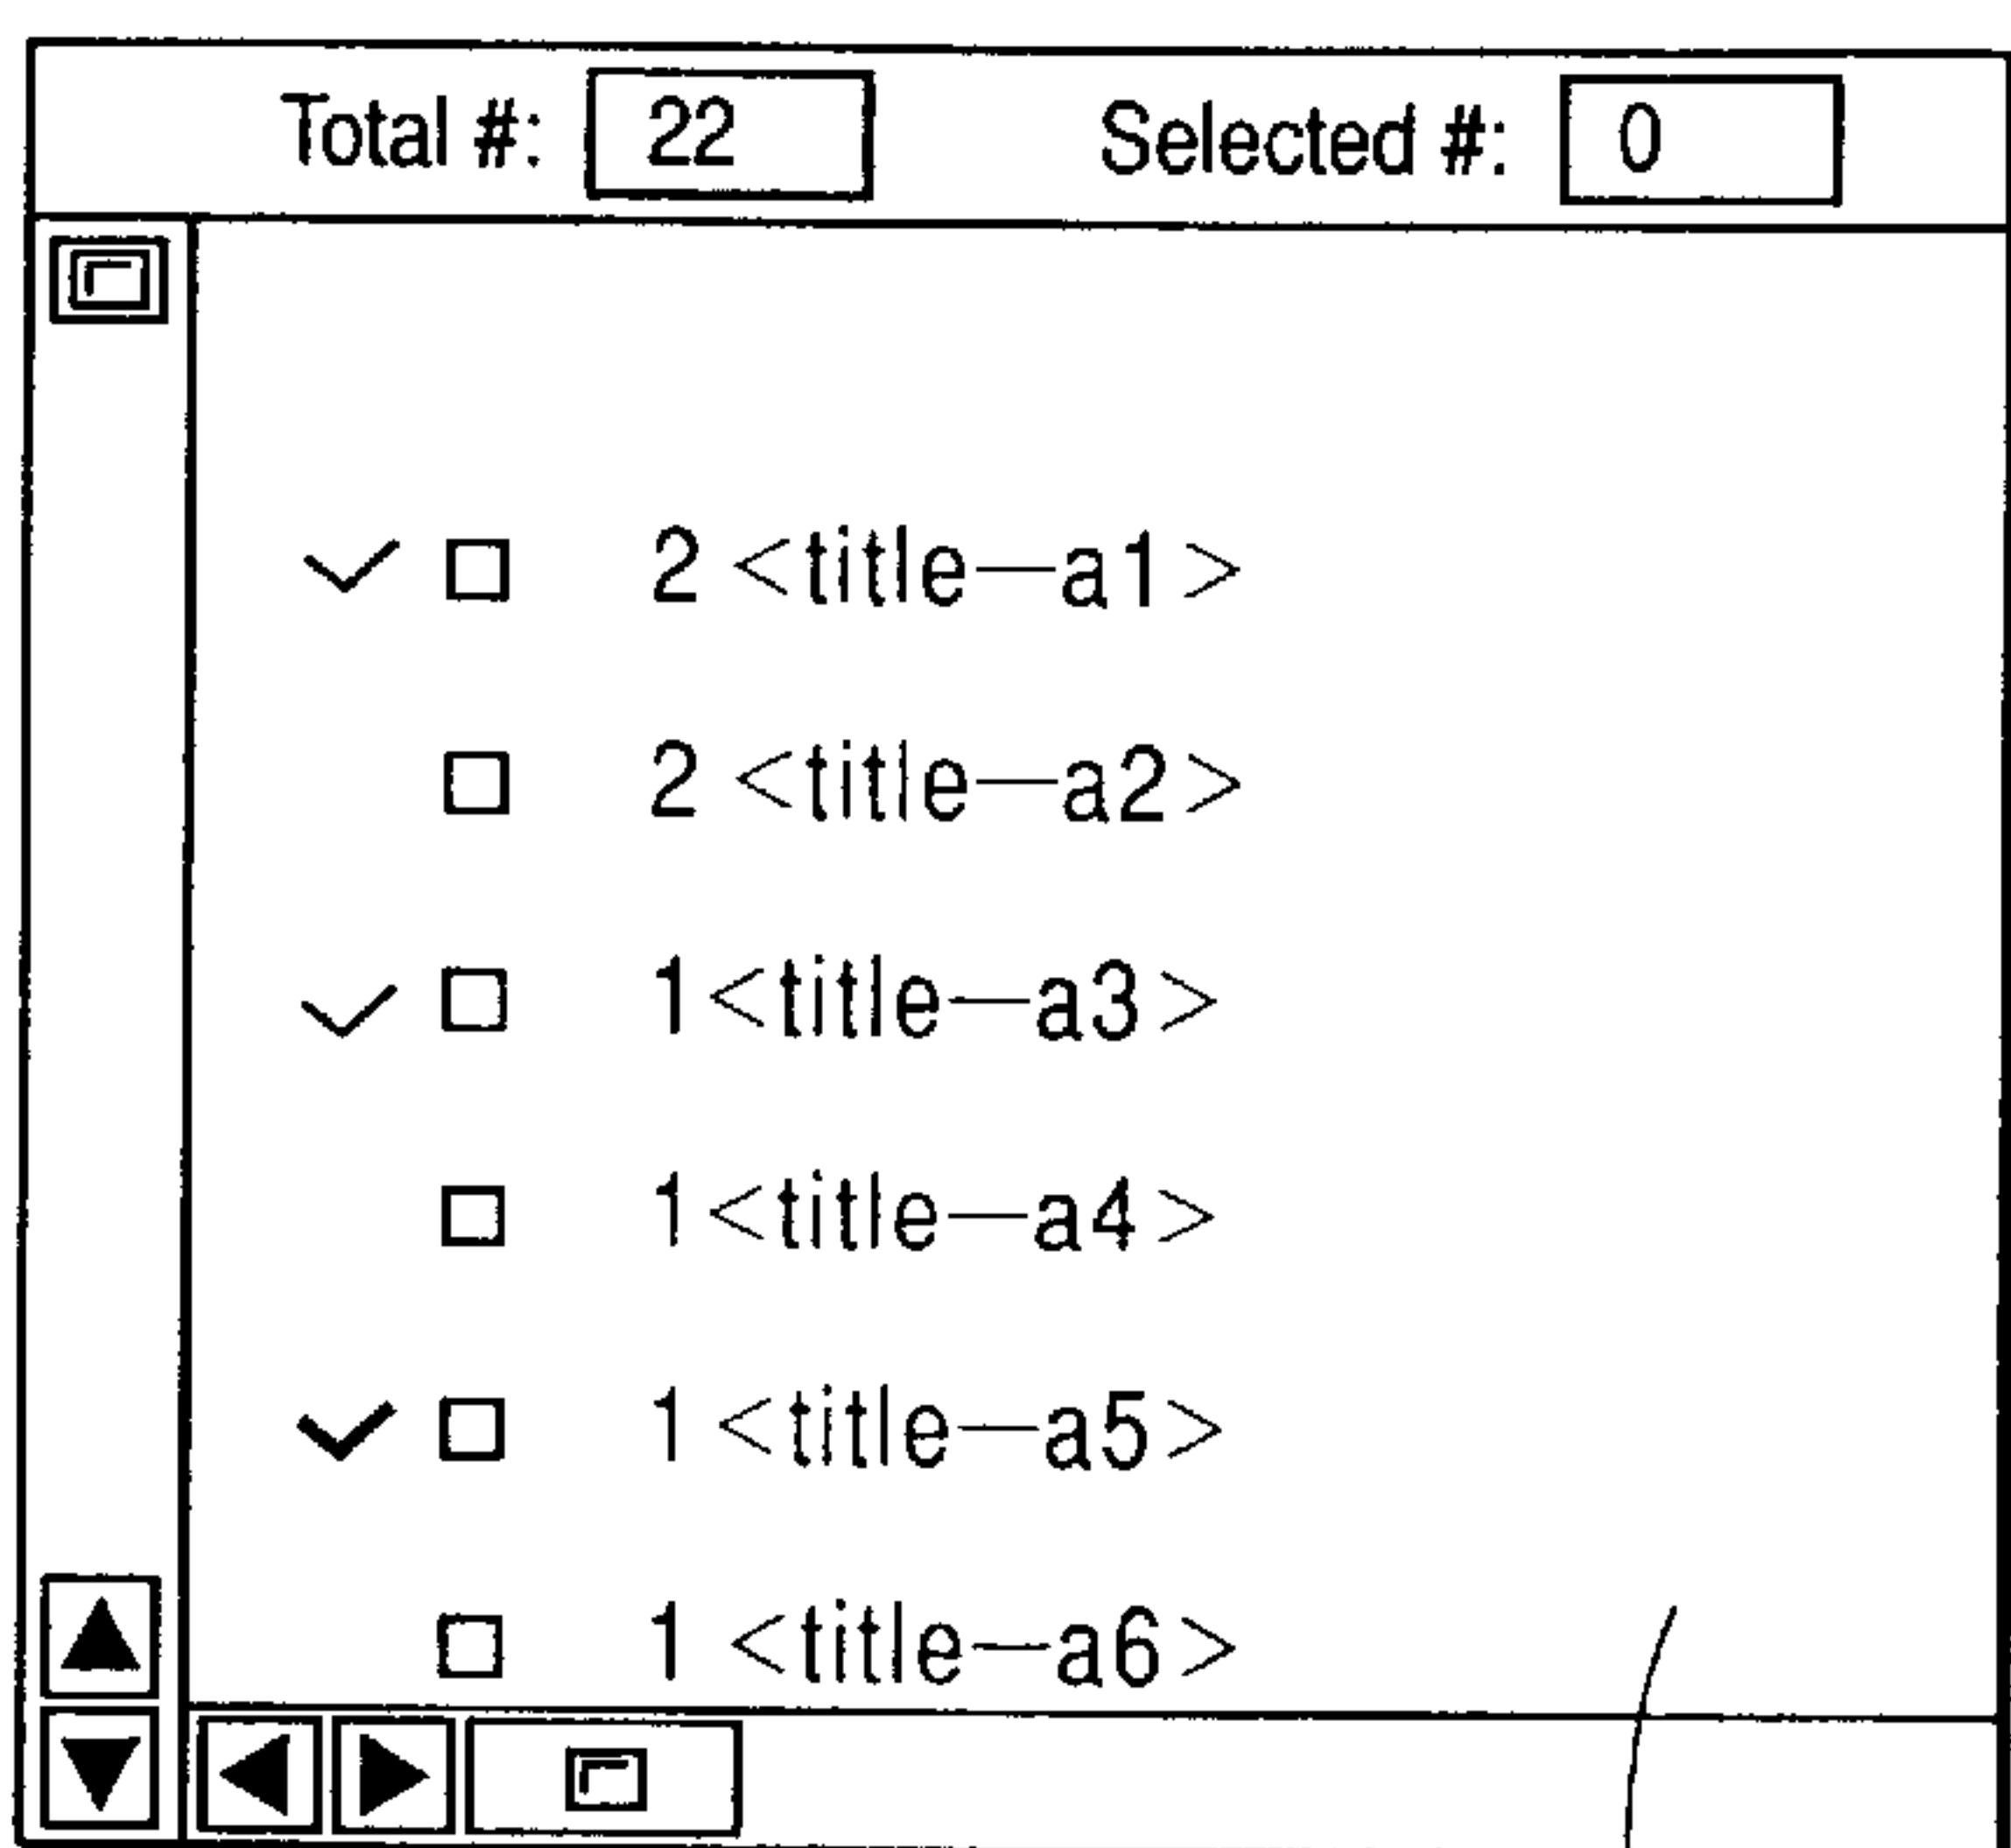 Total #: 22 Selected #: 0
✓ □ 2 <title—a1>
□ 2 <title—a2>
✓ □ 1<title—a3>
□ 1<title—a4>
✓ □ 1 <title—a5>
□ 1 <title—a6>